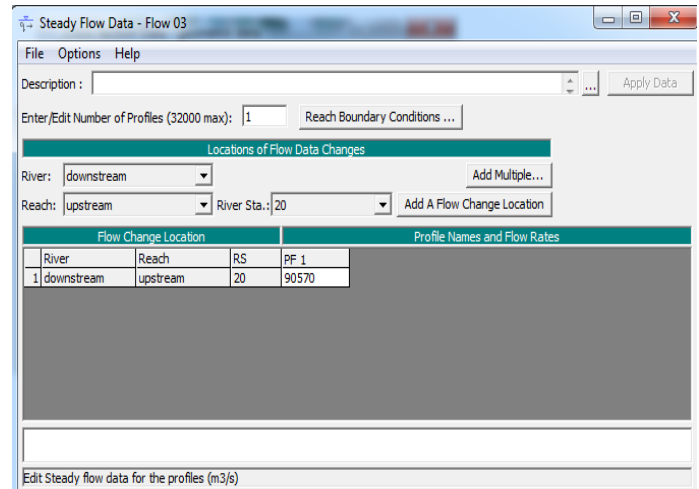 Steady Flow Data - Flow 03
File Options Help
Description : ... Apply Data
Enter/Edit Number of Profiles (32000 max): 1 Reach Boundary Conditions ...
Locations of Flow Data Changes
River: downstream Add Multiple...
Reach: upstream River Sta.: 20 Add A Flow Change Location
Flow Change Location Profile Names and Flow Rates
River Reach RS PF 1
1 downstream upstream 20 90570
Edit Steady flow data for the profiles (m3/s)